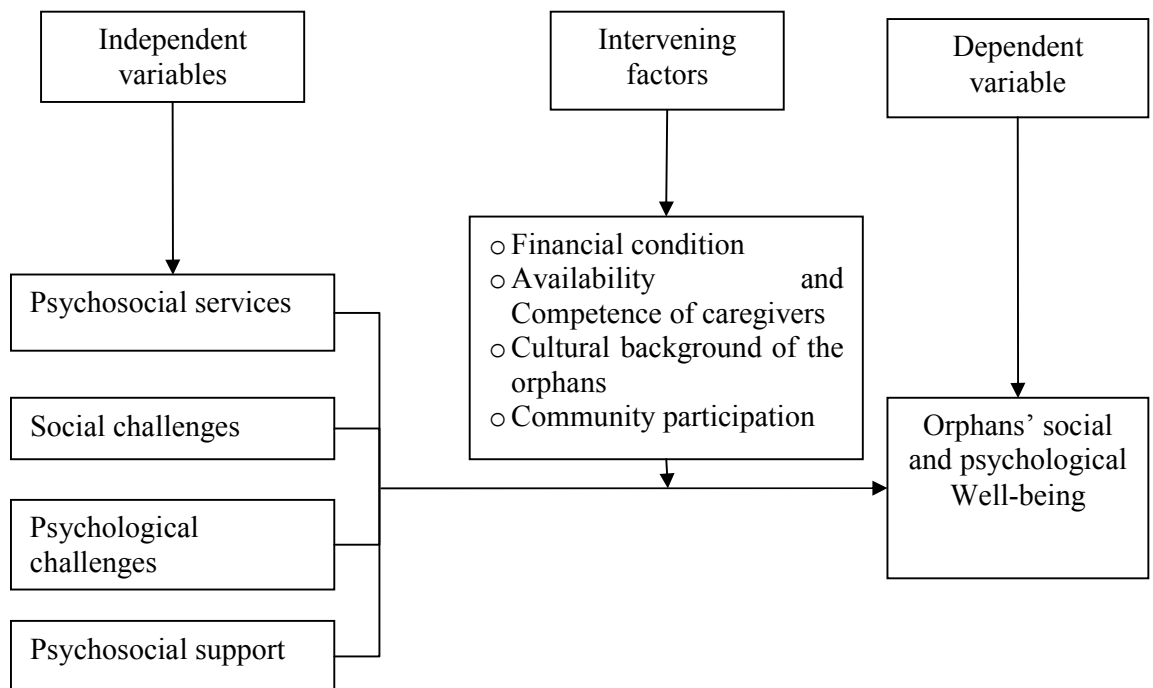 Independent
variables
Intervening
factors
Dependent
variable
Psychosocial services
Social challenges
Psychological
challenges
Psychosocial support
o Financial condition
o Availability and
Competence of caregivers
o Cultural background of the
orphans
o Community participation
Orphans’ social
and psychological
Well-being